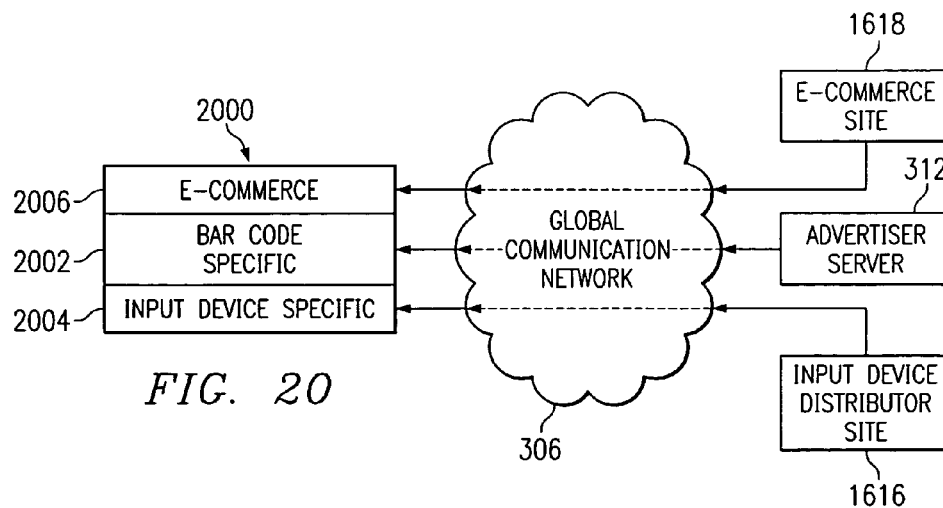 1618
E-COMMERCE
SITE
2000
312
2006
E-COMMERCE
GLOBAL
COMMUNICATION
NETWORK
ADVERTISER
SERVER
2002
BAR CODE
SPECIFIC
2004
INPUT DEVICE SPECIFIC
FIG. 20
INPUT DEVICE
DISTRIBUTOR
SITE
306
1616